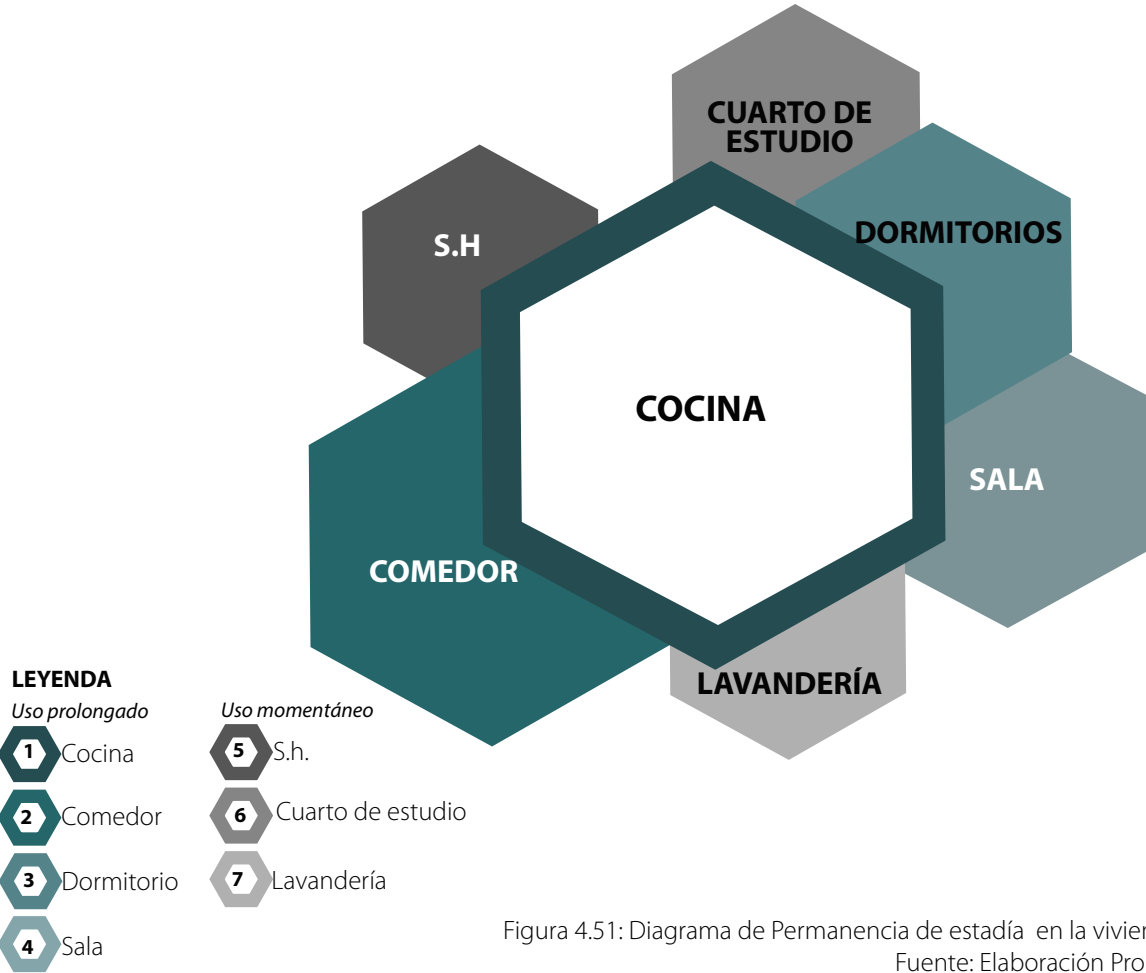 CUARTO DE
ESTUDIO
DORMITORIOS
S.H
COCINA
SALA
COMEDOR
LAVANDERÍA
LEYENDA
Uso prolongado
1 Cocina
2 Comedor
3 Dormitorio
4 Sala
Uso momentáneo
5 S.h.
6 Cuarto de estudio
7 Lavandería
Figura 4.51: Diagrama de Permanencia de estadía en la
Fuente: Elaboración